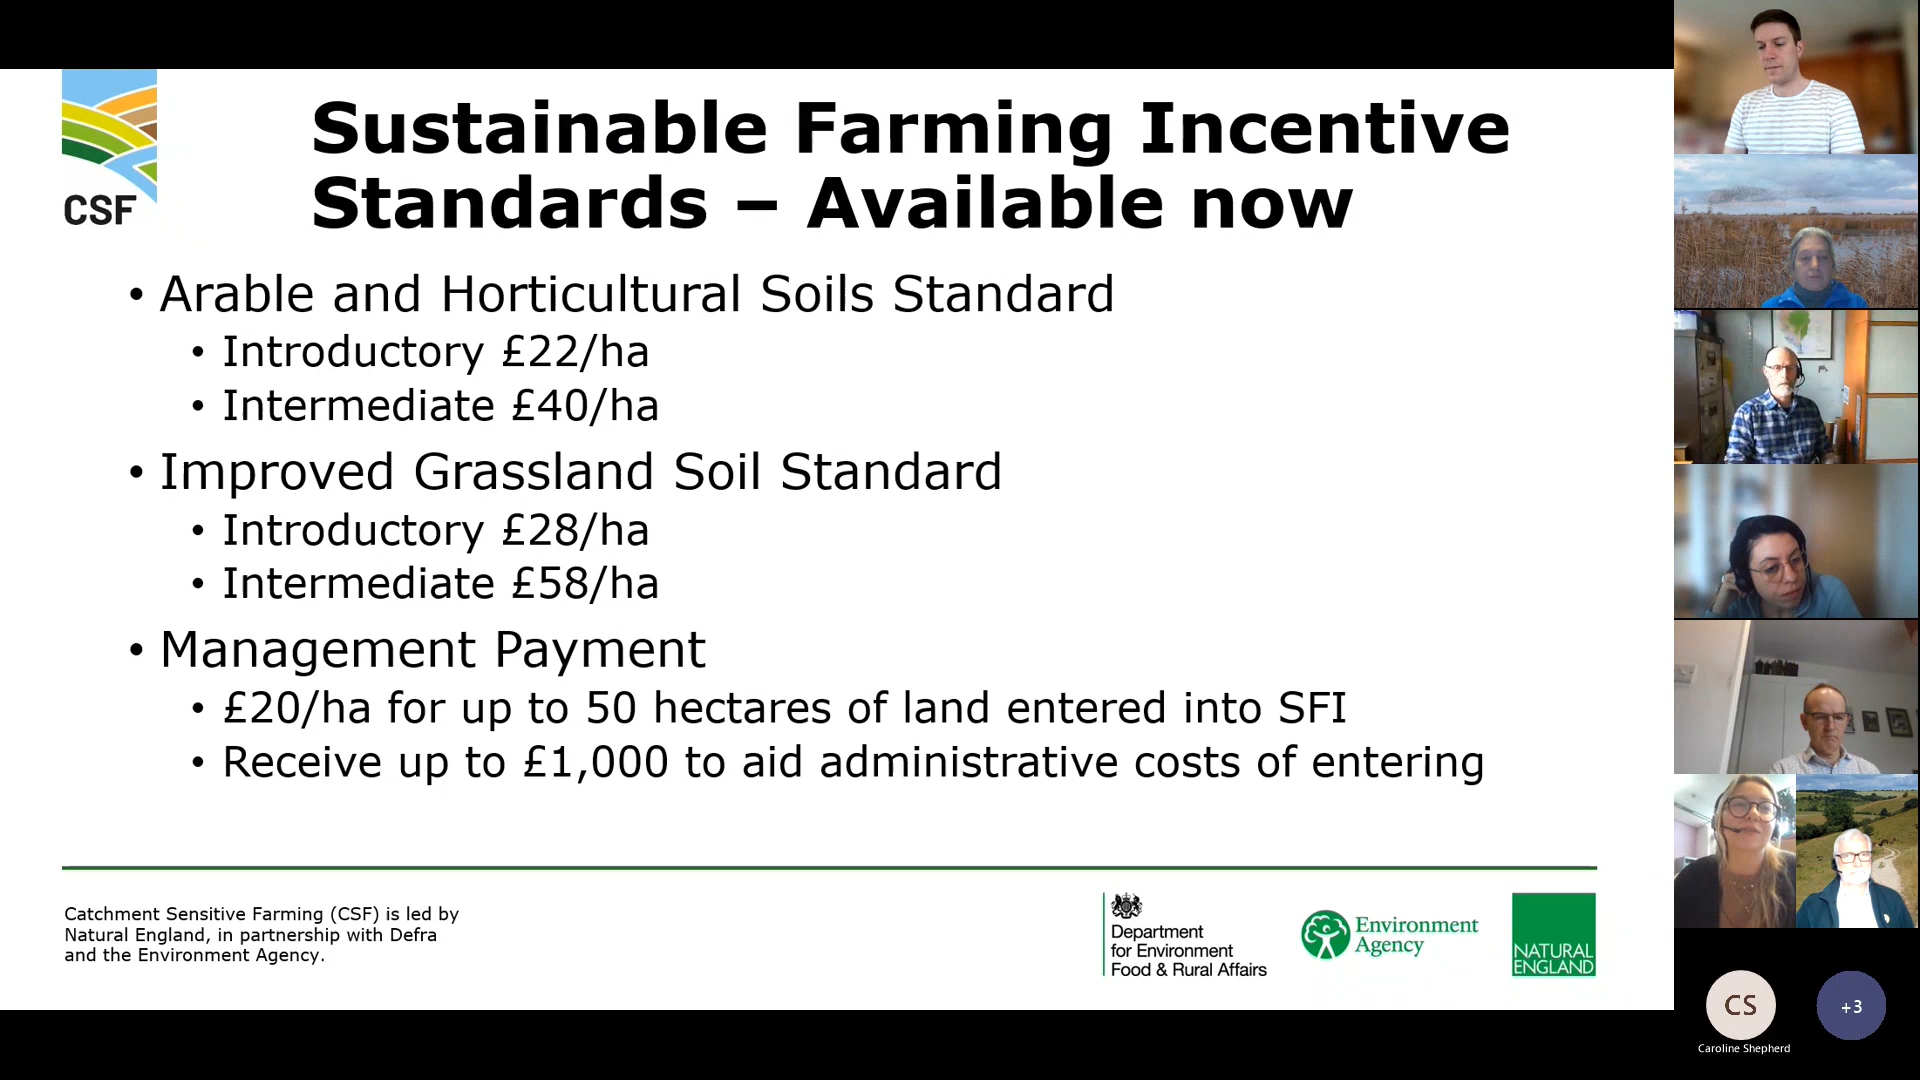 CSF
Sustainable Farming Incentive
Standards – Available now
• Arable and Horticultural Soils Standard
• Introductory £22/ha
• Intermediate £40/ha
• Improved Grassland Soil Standard
• Introductory £28/ha
• Intermediate £58/ha
• Management Payment
• £20/ha for up to 50 hectares of land entered into SFI
• Receive up to £1,000 to aid administrative costs of entering
Catchment Sensitive Farming (CSF) is led by
Natural England, in partnership with Defra
and the Environment Agency.
Department
for Environment
Food & Rural Affairs
Environment
Agency
NATURAL
ENGLAND
CS
+3
Caroline Shepherd